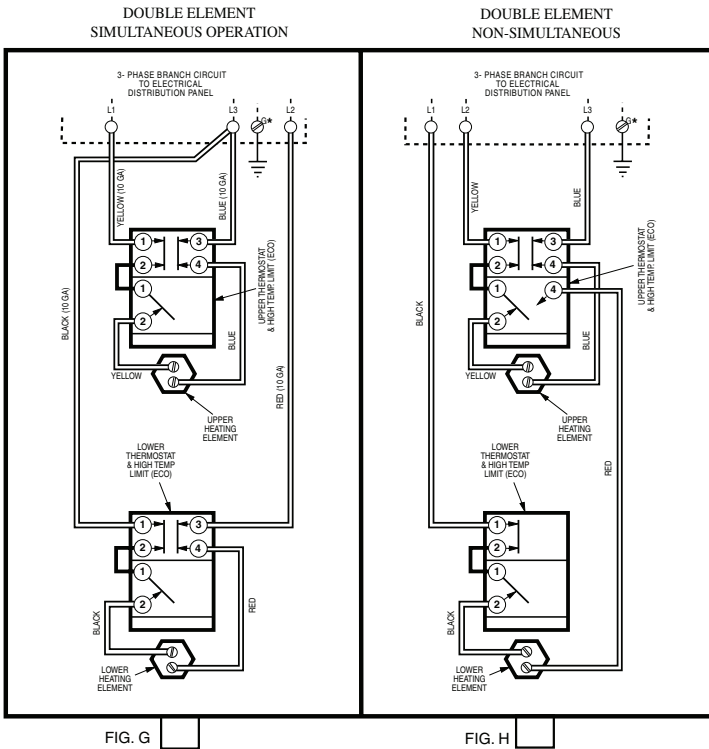 DOUBLE ELEMENT
SIMULTANEOUS OPERATION
3- PHASE BRANCH CIRCUIT
TO ELECTRICAL
DISTRIBUTION PANEL
L1
L3
G*
L2
YELLOW (10 GA)
BLUE (10 GA)
BLACK (10 GA)
1
3
2
4
1
2
UPPER THERMOSTAT
& HIGH TEMP. LIMIT (ECO)
YELLOW
BLUE
RED (10 GA)
UPPER
HEATING
ELEMENT
LOWER
THERMOSTAT
& HIGH TEMP
LIMIT (ECO)
1
3
2
4
1
2
BLACK
RED
LOWER
HEATING
ELEMENT
FIG. G
DOUBLE ELEMENT
NON-SIMULTANEOUS
3- PHASE BRANCH CIRCUIT
TO ELECTRICAL
DISTRIBUTION PANEL
L1
L2
L3
G*
YELLOW
BLUE
BLACK
1
3
2
4
1
4
2
UPPER THERMOSTAT
& HIGH TEMP. LIMIT (ECO)
YELLOW
BLUE
UPPER
HEATING
ELEMENT
RED
LOWER
THERMOSTAT
& HIGH TEMP
LIMIT (ECO)
1
2
1
2
BLACK
LOWER
HEATING
ELEMENT
FIG. H